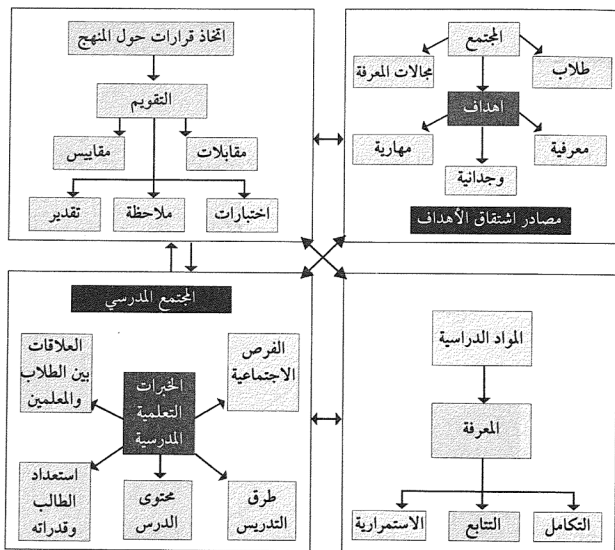 المجتمع
طلاب
مجالات المعرفة
اهداف
معرفية
مهارية
وجدانية
مصادر اشتقاق الأهداف
اتخاذ قرارات حول المنهج
التقويم
مقابلات
مقاييس
اختبارات
ملاحظة
تقدير
المواد الدراسية
المعرفة
التكامل
التتابع
الاستمرارية
المجتمع المدرسي
الفرص
الاجتماعية
الخبرات
التعلمية
المدرسية
العلاقات
بين الطلاب
والمعلمين
طرق
التدريس
محتوى
الدرس
استعداد
الطالب
وقدراته